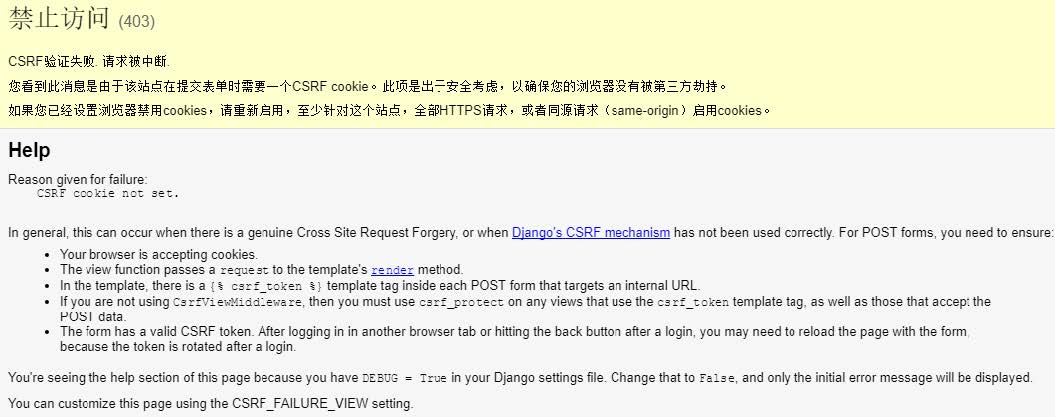 禁止访问 (403)
CSRF验证失败. 请求被中断.
您看到此消息是由于该站点在提交表单时需要一个CSRF cookie。此项是出于安全考虑，以确保您的浏览器没有被第三方劫持。
如果您已经设置浏览器禁用cookies，请重新启用，至少针对这个站点，全部HTTPS请求，或者同源请求（same-origin）启用cookies。
Help
Reason given for failure:
CSRF cookie not set.
In general, this can occur when there is a genuine Cross Site Request Forgery, or when Django's CSRF mechanism has not been used correctly. For POST forms, you need to ensure:
• Your browser is accepting cookies.
• The view function passes a request to the template's render method.
• In the template, there is a {% csrf_token %} template tag inside each POST form that targets an internal URL.
• If you are not using CsrfViewMiddleware, then you must use csrf_protect on any views that use the csrf_token template tag, as well as those that accept the
POST data.
• The form has a valid CSRF token. After logging in in another browser tab or hitting the back button after a login, you may need to reload the page with the form,
because the token is rotated after a login.
You're seeing the help section of this page because you have DEBUG = True in your Django settings file. Change that to False, and only the initial error message will be displayed.
You can customize this page using the CSRF_FAILURE_VIEW setting.